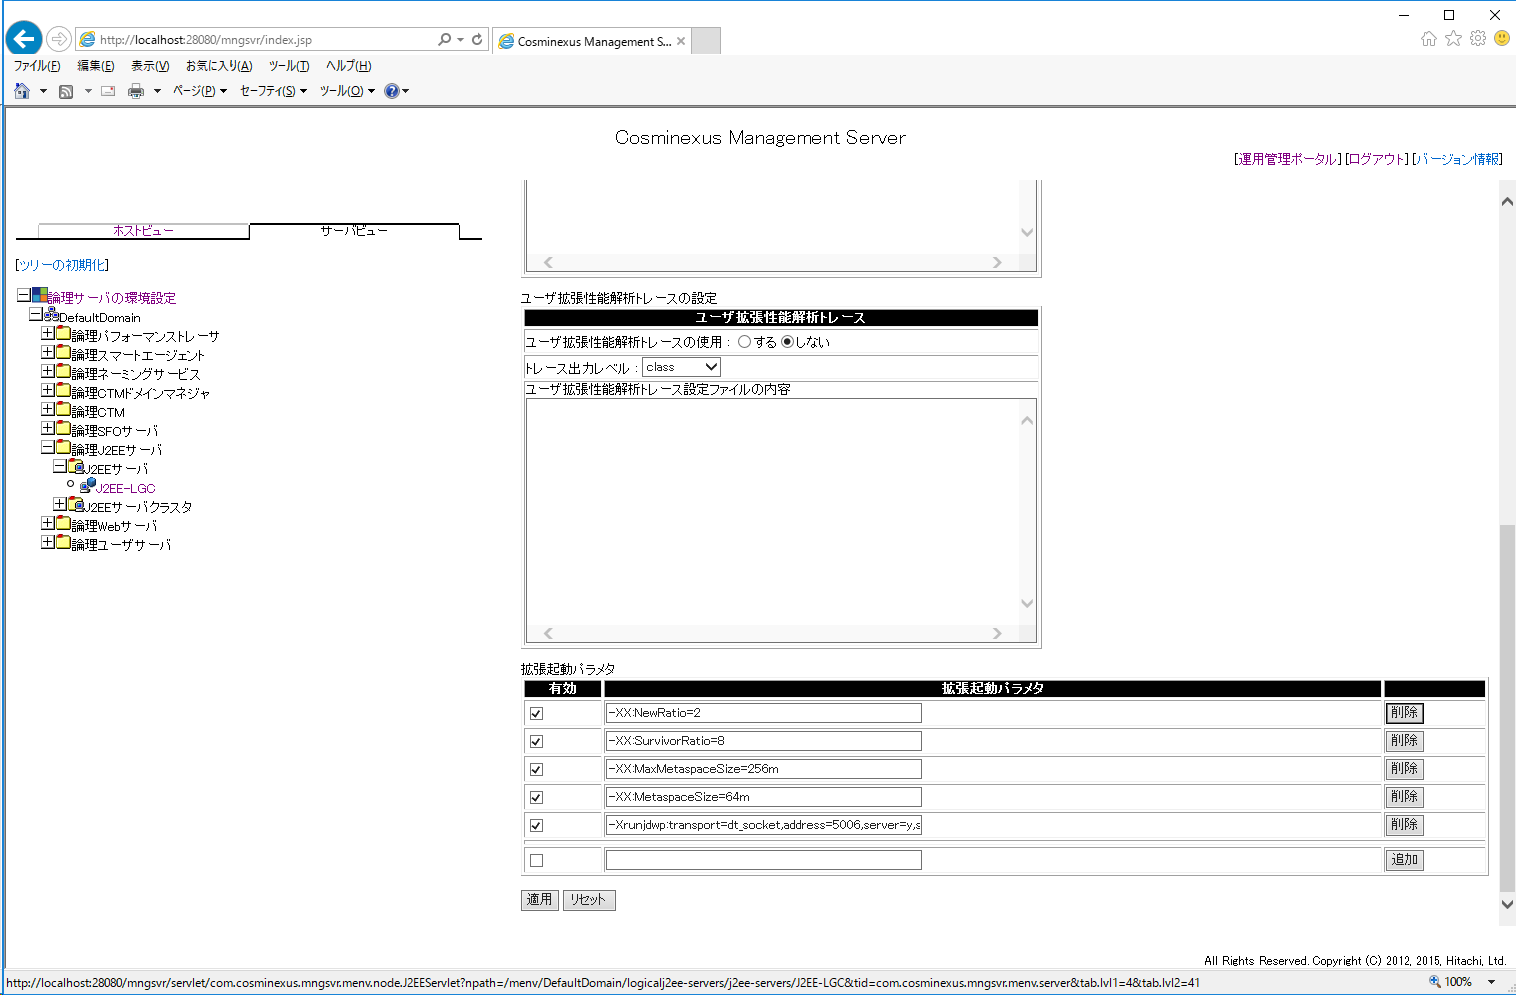 http://localhost:28080/mngsvr/index.jsp
Cosminexus Management S...
ファイル(F) 編集(E) 表示(V) お気に入り(A) ツール(T) ヘルプ(H)
ページ(P) セーフティ(S) ツール(O)
Cosminexus Management Server
[運用管理ポータル] [ログアウト] [バージョン情報]
ホストビュー サーバビュー
[ツリーの初期化]
論理サーバの環境設定
DefaultDomain
論理パフォーマンストレーサ
論理スマートエージェント
論理ネーミングサービス
論理CTMドメインマネジャ
論理CTM
論理SFOサーバ
論理J2EEサーバ
J2EEサーバ
J2EE-LGC
J2EEサーバクラスタ
論理Webサーバ
論理ユーザサーバ
ユーザ拡張性能解析トレースの設定
ユーザ拡張性能解析トレース
ユーザ拡張性能解析トレースの使用 : する しない
トレース出力レベル : class
ユーザ拡張性能解析トレース設定ファイルの内容
拡張起動パラメタ
有効 拡張起動パラメタ
-XX:NewRatio=2 削除
-XX:SurvivorRatio=8 削除
-XX:MaxMetaspaceSize=256m 削除
-XX:MetaspaceSize=64m 削除
-Xrunjdwp:transport=dt_socket,address=5006,server=y,s 削除
追加
適用 リセット
All Rights Reserved. Copyright (C) 2012, 2015, Hitachi, Ltd.
http://localhost:28080/mngsvr/servlet/com.cosminexus.mngsvr.menv.node.J2EEServlet?npath=/menv/DefaultDomain/logicalj2ee-servers/j2ee-servers/J2EE-LGC&tid=com.cosminexus.mngsvr.menv.server&tab.lvl1=4&tab.lvl2=41
100%